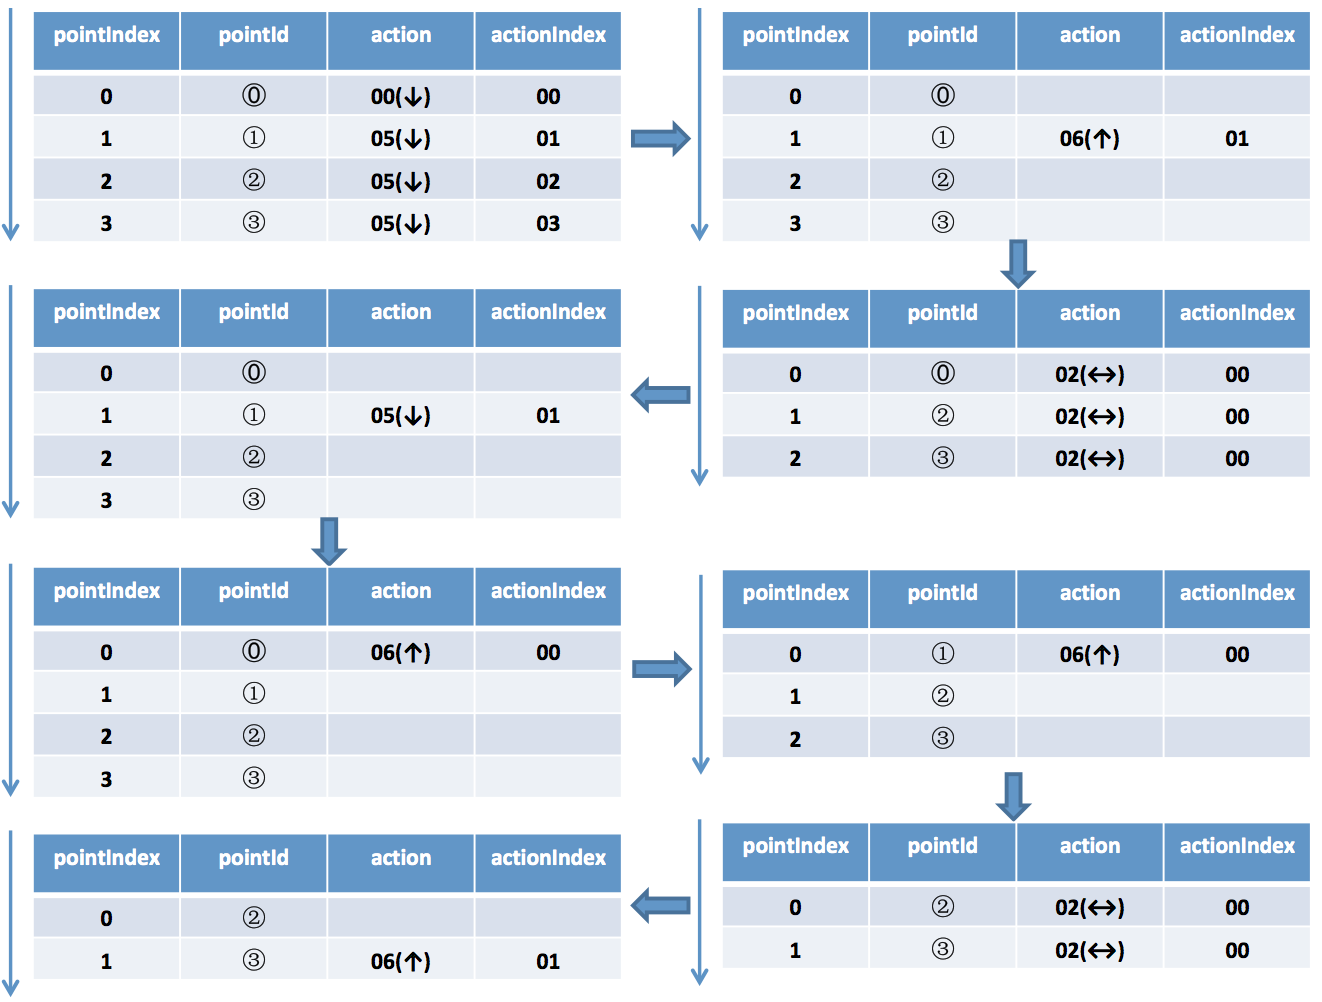 pointIndex pointId action actionIndex
0 ⓪ 00(↓) 00
1 ① 05(↓) 01
2 ② 05(↓) 02
3 ③ 05(↓) 03
pointIndex pointId action actionIndex
0 ⓪
1 ① 06(↑) 01
2 ②
3 ③
pointIndex pointId action actionIndex
0 ⓪ 02(↔) 00
1 ② 02(↔) 00
2 ③ 02(↔) 00
pointIndex pointId action actionIndex
0 ⓪
1 ① 05(↓) 01
2 ②
3 ③
pointIndex pointId action actionIndex
0 ⓪ 06(↑) 00
1 ①
2 ②
3 ③
pointIndex pointId action actionIndex
0 ① 06(↑) 00
1 ②
2 ③
pointIndex pointId action actionIndex
0 ② 02(↔) 00
1 ③ 02(↔) 00
pointIndex pointId action actionIndex
0 ②
1 ③ 06(↑) 01